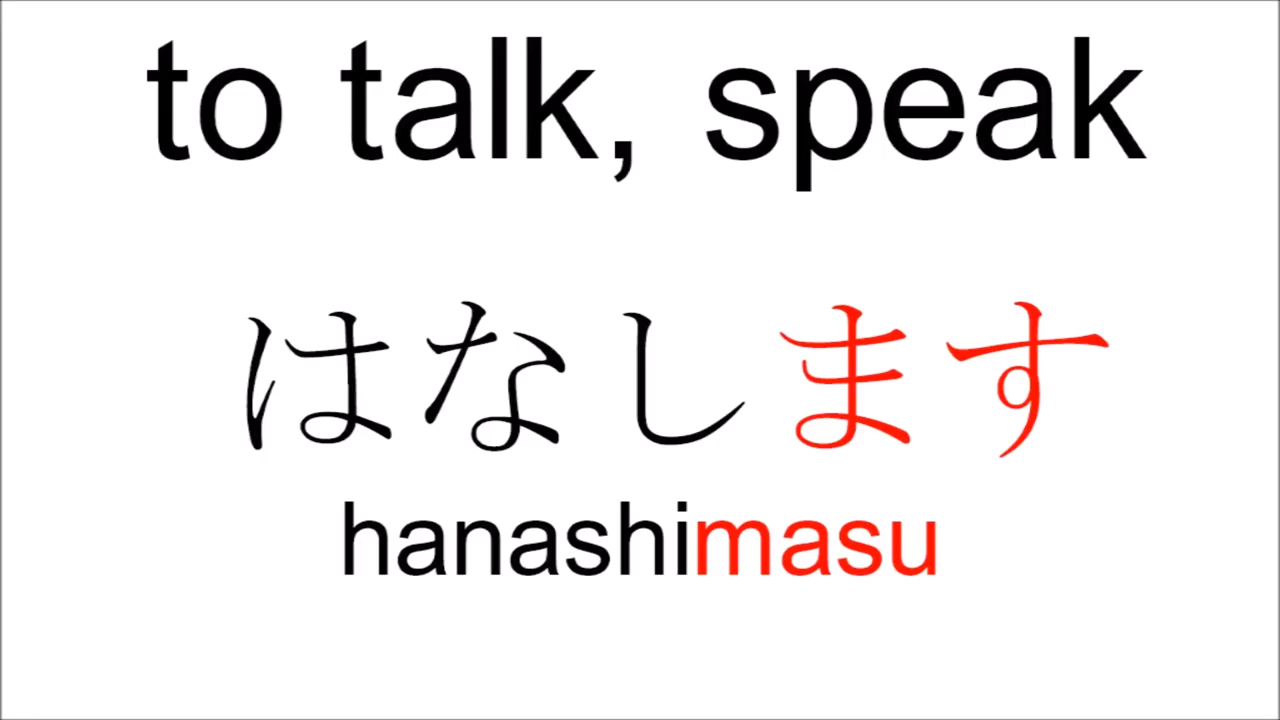 to talk, speak
はなします
hanashimasu